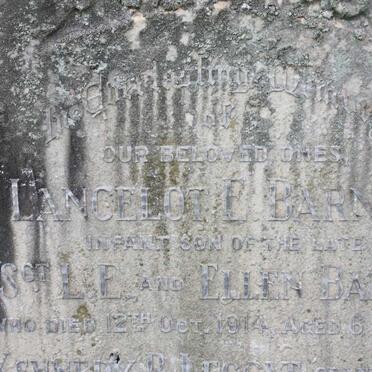 In Everlasting Memory
OF
OUR BELOVED ONES,
LANCELOT E. BARN
INFANT SON OF THE LATE
SGT L.E. AND ELLEN BA
WHO DIED 12TH OCT. 1914, AGED 6